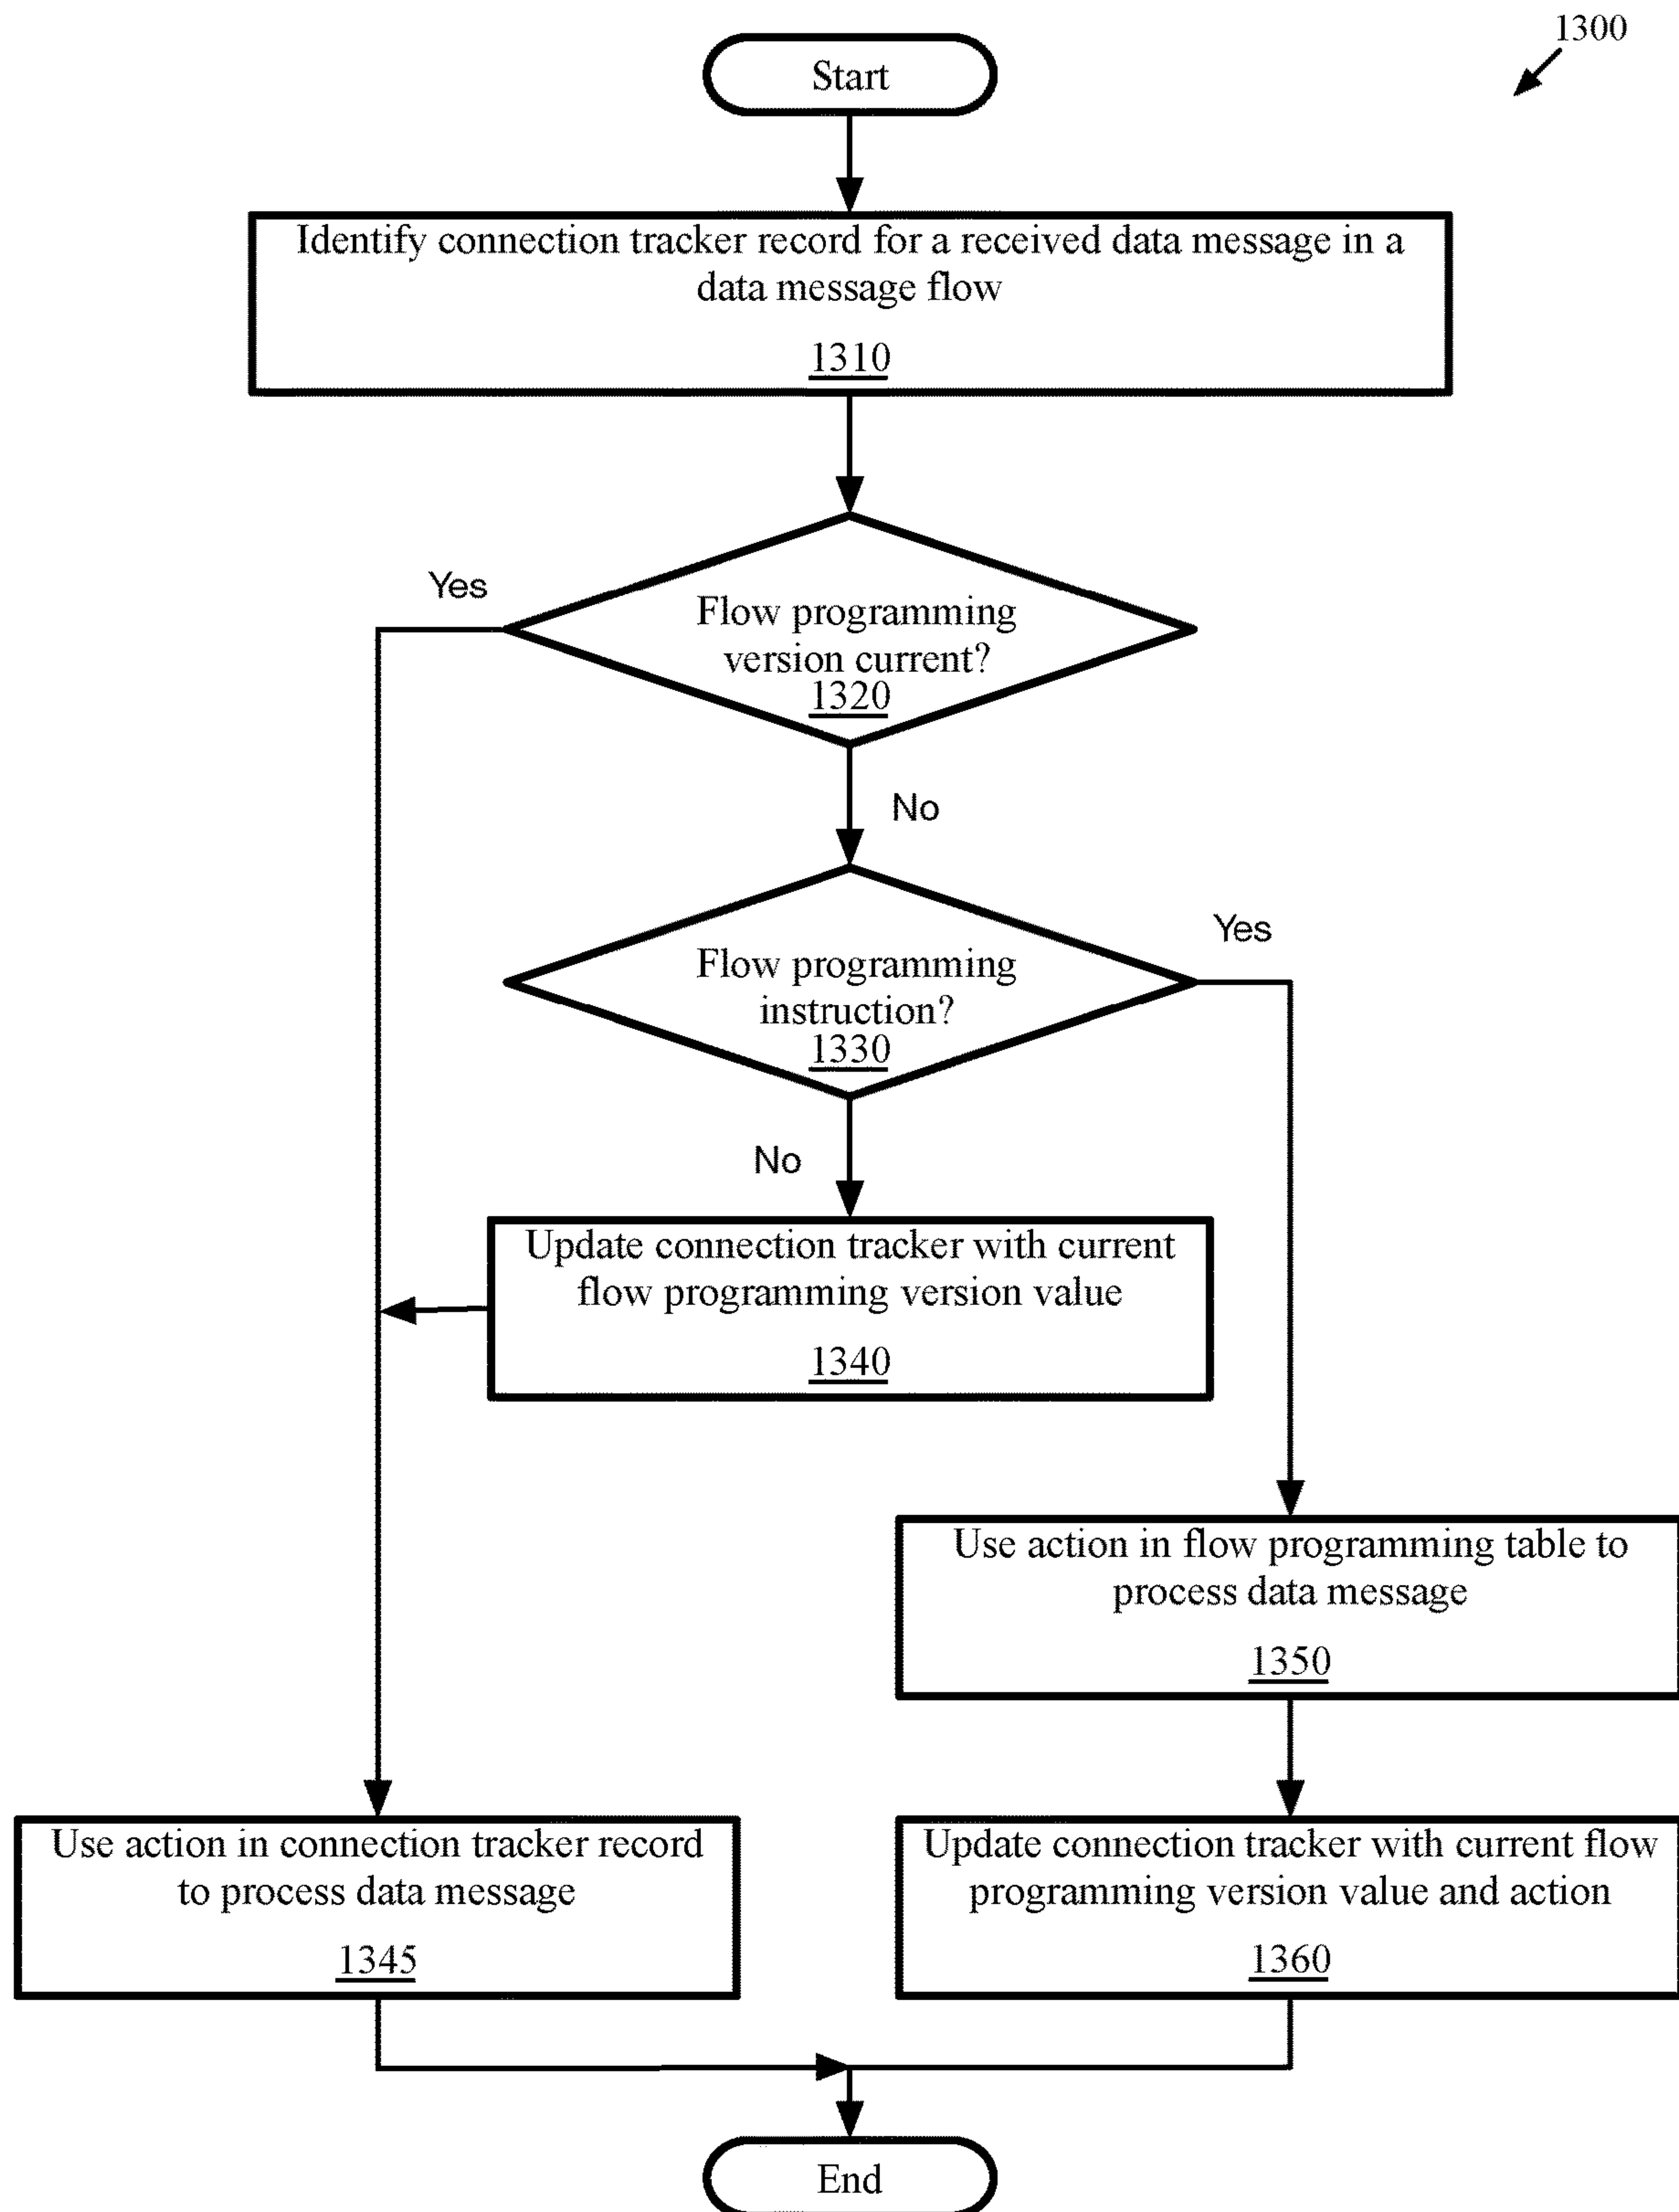 1300
Start
Identify connection tracker record for a received data message in a
data message flow
1310
Yes
Flow programming
version current?
1320
No
Yes
Flow programming
instruction?
1330
No
Update connection tracker with current
flow programming version value
1340
Use action in flow programming table to
process data message
1350
Use action in connection tracker record
to process data message
1345
Update connection tracker with current flow
programming version value and action
1360
End